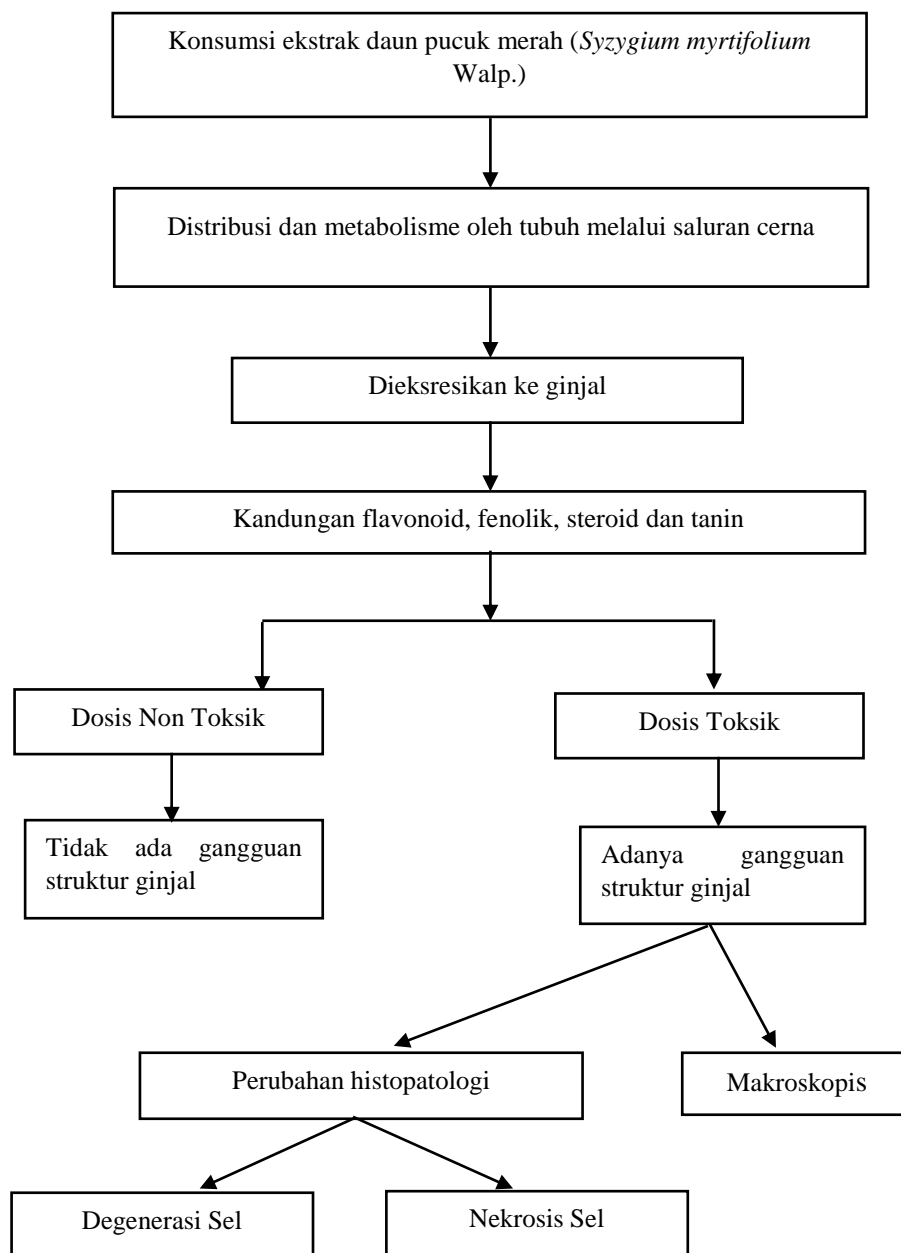 Konsumsi ekstrak daun pucuk merah (Syzygium myrtifolium
Walp.)
Distribusi dan metabolisme oleh tubuh melalui saluran cerna
Dieksresikan ke ginjal
Kandungan flavonoid, fenolik, steroid dan tanin
Dosis Non Toksik
Dosis Toksik
Tidak ada gangguan
struktur ginjal
Adanya gangguan
struktur ginjal
Perubahan histopatologi
Makroskopis
Degenerasi Sel
Nekrosis Sel